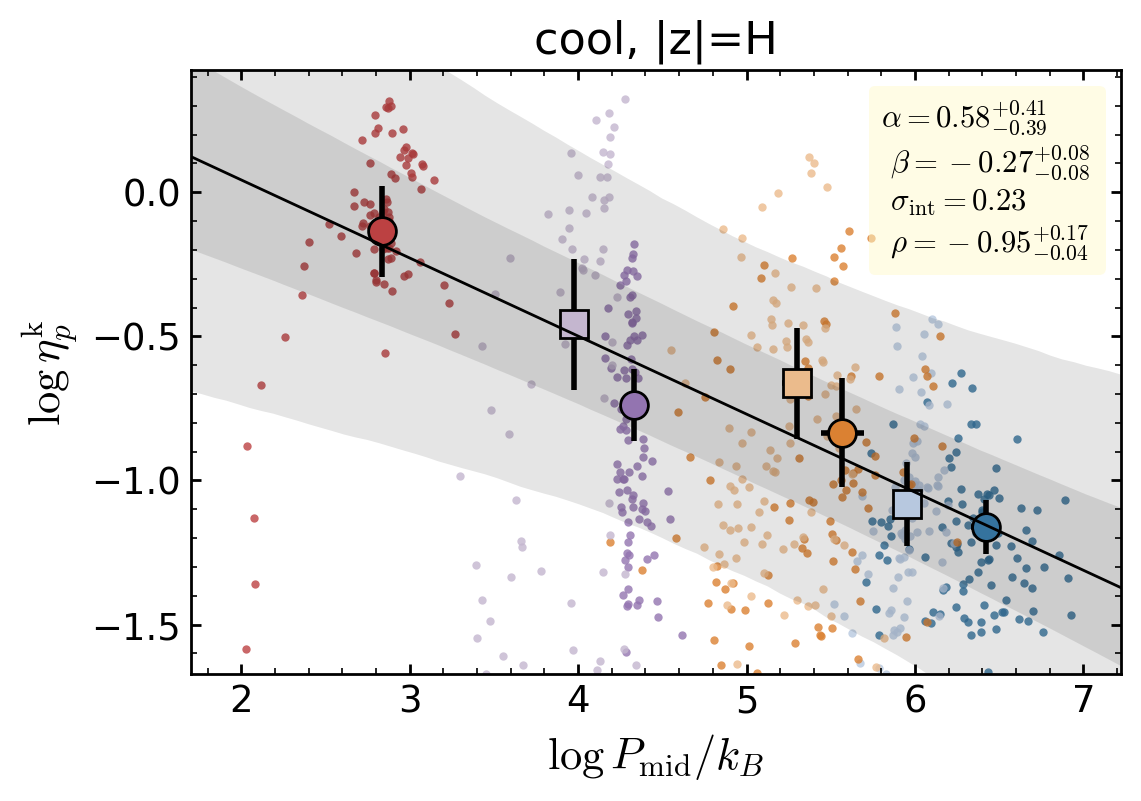 cool, |z|=H
α = 0.58^{+0.41}_{-0.39}
β = −0.27^{+0.08}_{-0.08}
σ_int = 0.23
ρ = −0.95^{+0.17}_{-0.04}
log η_p^k
0.0
−0.5
−1.0
−1.5
2 3 4 5 6 7
log P_mid/k_B